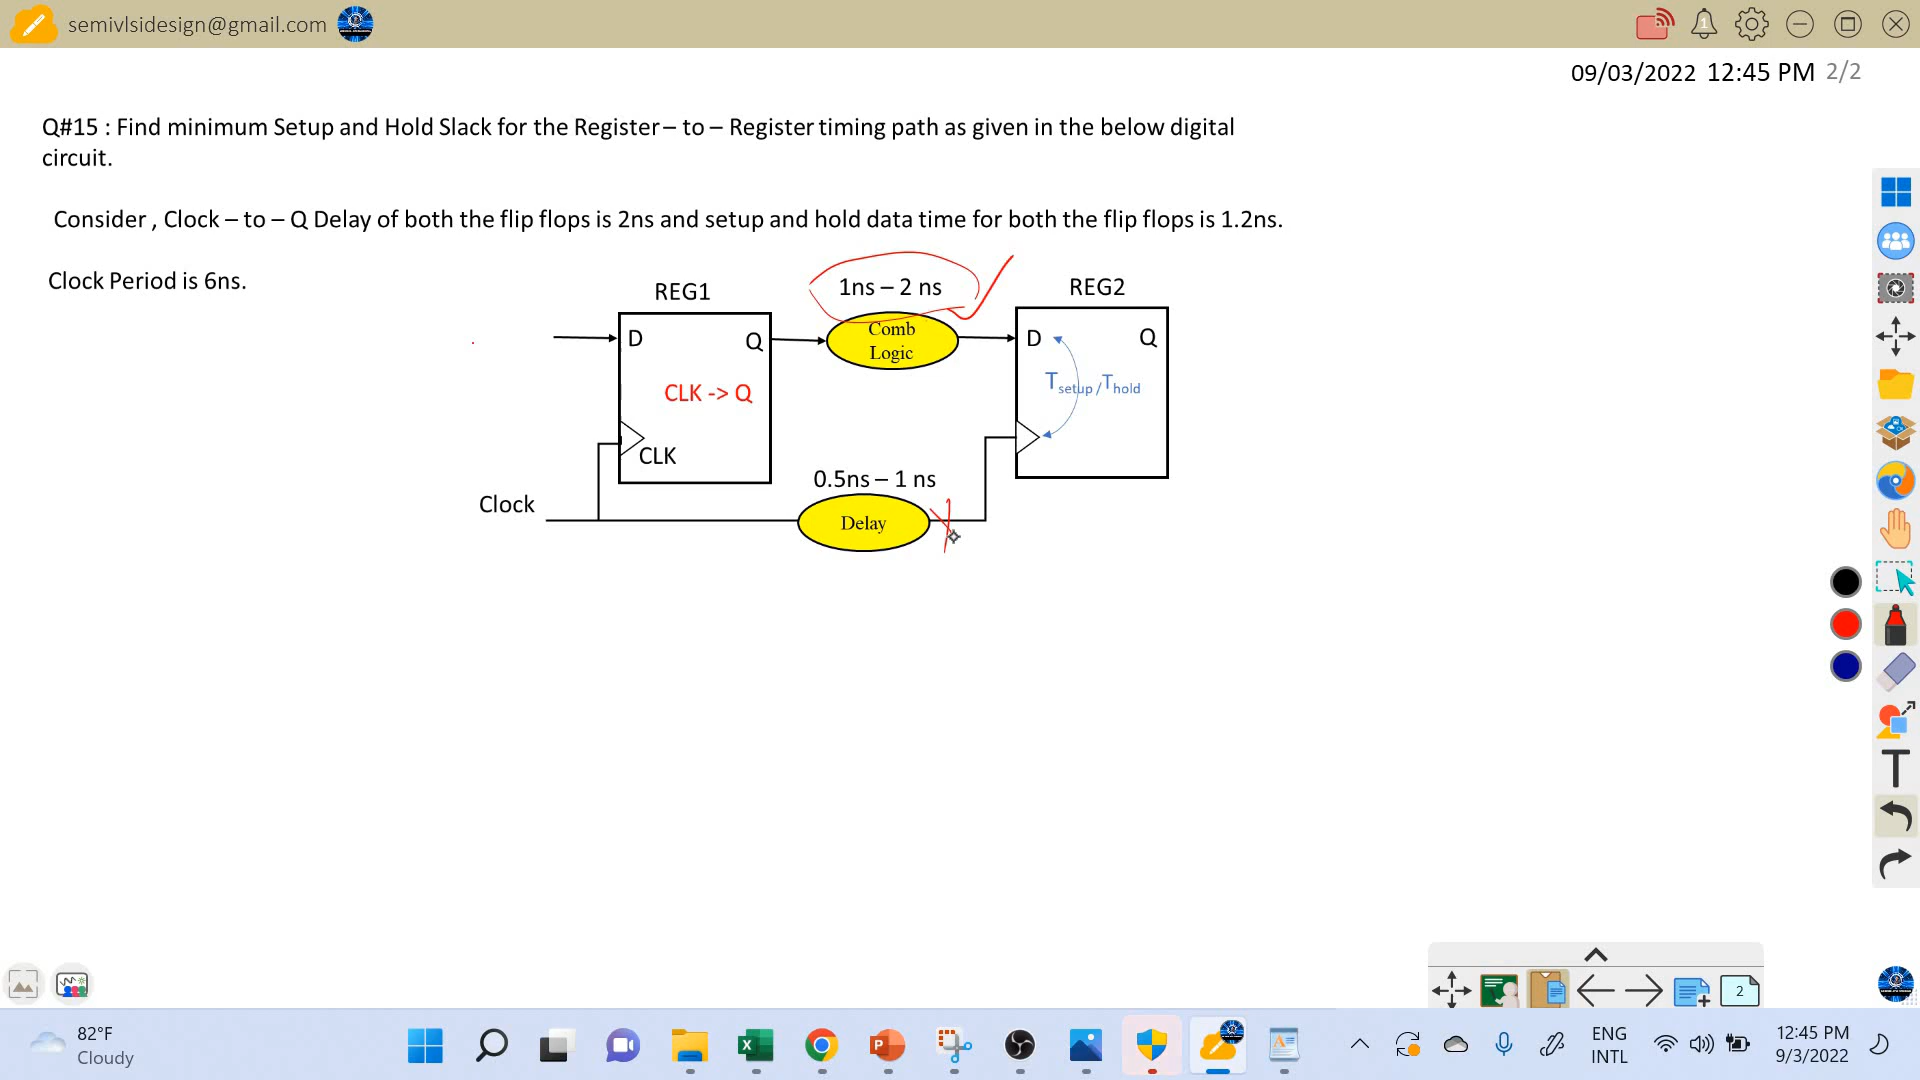 semivlsidesign@gmail.com
1
09/03/2022 12:45 PM 2/2
Q#15 : Find minimum Setup and Hold Slack for the Register – to – Register timing path as given in the below digital
circuit.
Consider , Clock – to – Q Delay of both the flip flops is 2ns and setup and hold data time for both the flip flops is 1.2ns.
Clock Period is 6ns.
REG1
1ns – 2 ns
REG2
D
Q
Comb
Logic
D
Q
CLK -> Q
Tsetup /Thold
CLK
0.5ns – 1 ns
Clock
Delay
T
2
82°F
Cloudy
X
P
ENG
INTL
12:45 PM
9/3/2022